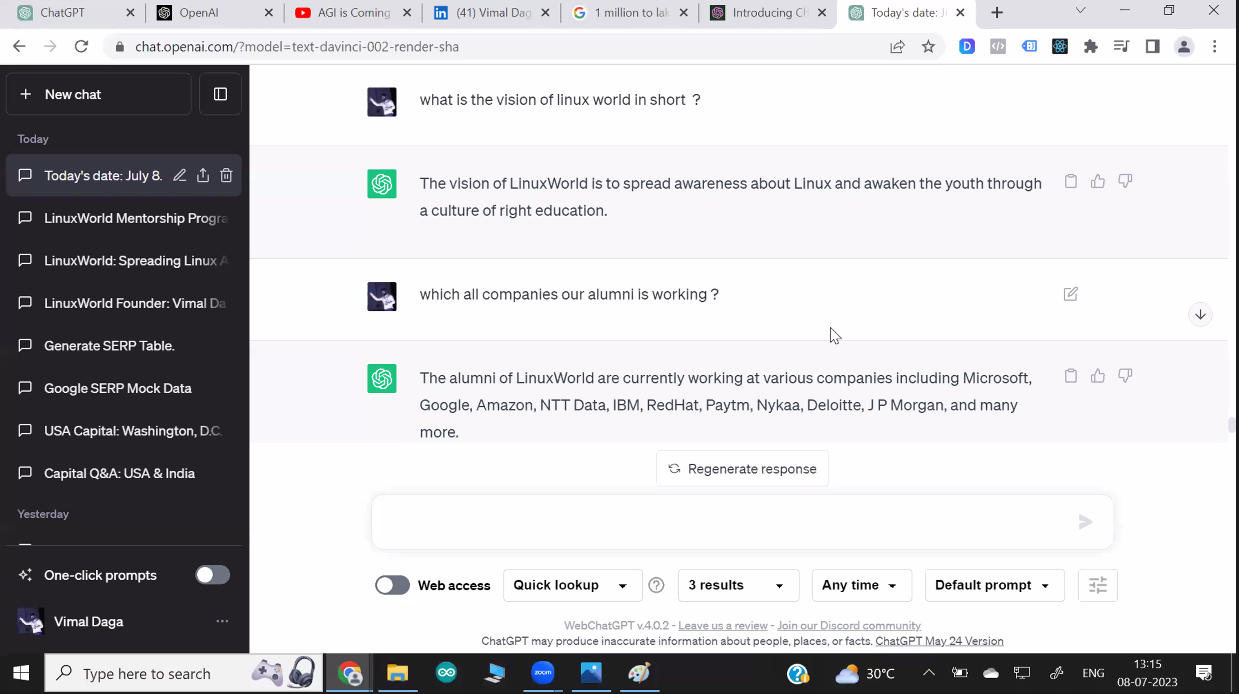 ChatGPT
OpenAI
AGI is Coming
(41) Vimal Dag
1 million to lak
Introducing Ch
Today's date: J
chat.openai.com/?model=text-davinci-002-render-sha
New chat
Today
Today's date: July 8.
LinuxWorld Mentorship Progra
LinuxWorld: Spreading Linux A
LinuxWorld Founder: Vimal Da
Generate SERP Table.
Google SERP Mock Data
USA Capital: Washington, D.C.
Capital Q&A: USA & India
Yesterday
One-click prompts
Vimal Daga
what is the vision of linux world in short ?
The vision of LinuxWorld is to spread awareness about Linux and awaken the youth through
a culture of right education.
which all companies our alumni is working ?
The alumni of LinuxWorld are currently working at various companies including Microsoft,
Google, Amazon, NTT Data, IBM, RedHat, Paytm, Nykaa, Deloitte, J P Morgan, and many
more.
Regenerate response
Web access
Quick lookup
3 results
Any time
Default prompt
WebChatGPT v.4.0.2 - Leave us a review - Join our Discord community
ChatGPT may produce inaccurate information about people, places, or facts. ChatGPT May 24 Version
Type here to search
zoom
30°C
ENG
13:15
08-07-2023